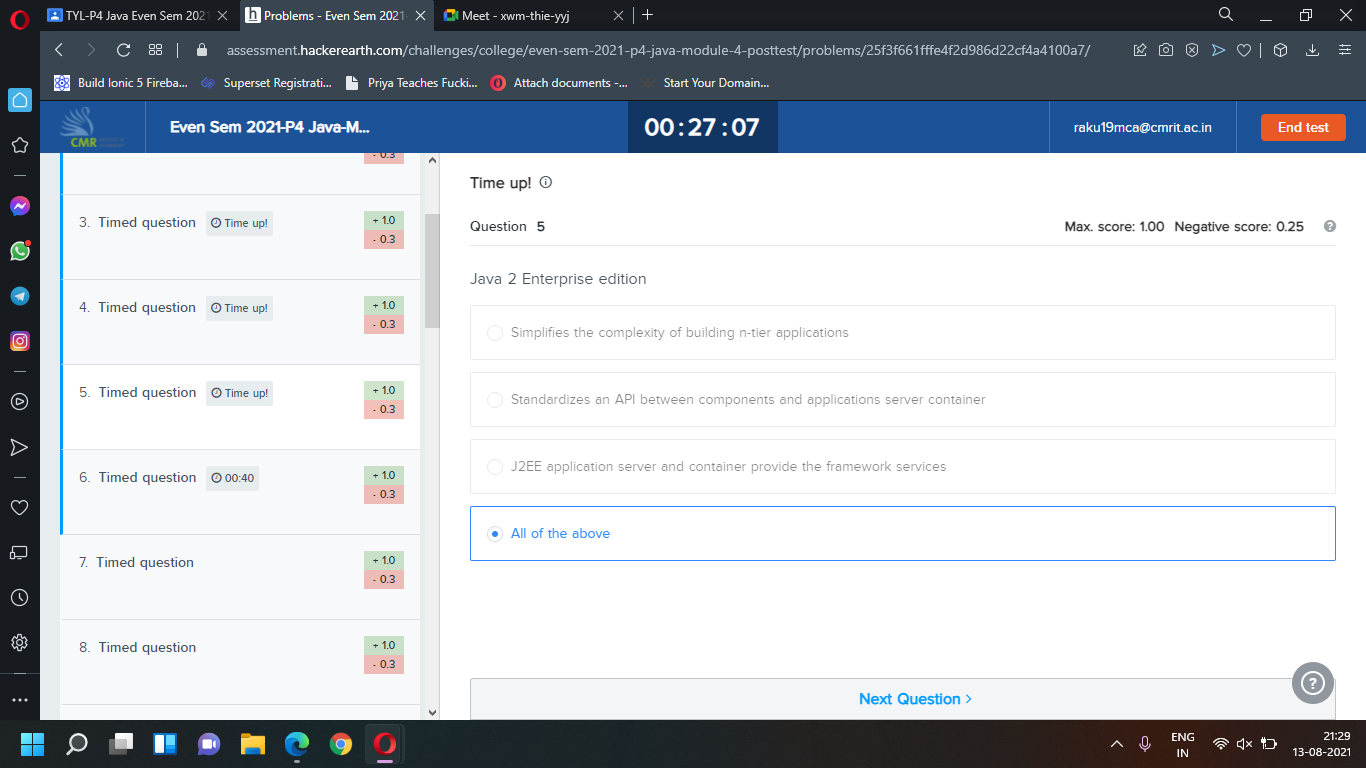 TYL-P4 Java Even Sem 2021
Problems - Even Sem 2021-
Meet - xwm-thie-yyj
assessment.hackerearth.com/challenges/college/even-sem-2021-p4-java-module-4-posttest/problems/25f3f661fffe4f2d986d22cf4a4100a7/
Build Ionic 5 Fireba...
Superset Registrati...
Priya Teaches Fucki...
Attach documents -...
Start Your Domain...
CMR
Even Sem 2021-P4 Java-M...
00:27:07
raku19mca@cmrit.ac.in
End test
- 0.3
3. Timed question
Time up!
+ 1.0
- 0.3
4. Timed question
Time up!
+ 1.0
- 0.3
5. Timed question
Time up!
+ 1.0
- 0.3
6. Timed question
00:40
+ 1.0
- 0.3
7. Timed question
+ 1.0
- 0.3
8. Timed question
+ 1.0
- 0.3
Time up!
Question 5
Max. score: 1.00 Negative score: 0.25
Java 2 Enterprise edition
Simplifies the complexity of building n-tier applications
Standardizes an API between components and applications server container
J2EE application server and container provide the framework services
All of the above
Next Question >
ENG
IN
21:29
13-08-2021